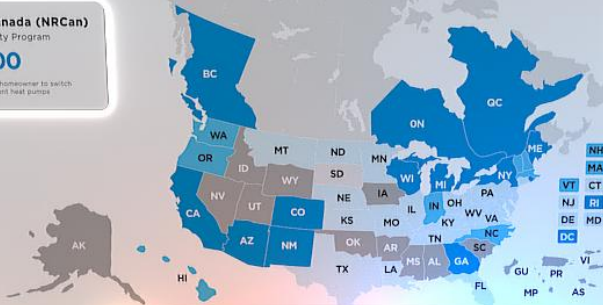 nada (NRCan)
ty Program
00
homeowner to switch
nt heat pumps
BC
ON
QC
WA
MT
ND
MN
ME
OR
ID
SD
WI
NH
WY
MI
NY
MA
NV
NE
IA
PA
VT
CT
UT
IL
IN
OH
NJ
RI
CA
CO
KS
MO
KY
WV
VA
DE
MD
AK
AZ
NM
OK
AR
TN
NC
SC
DC
MS
AL
GA
HI
TX
LA
FL
GU
PR
VI
MP
AS